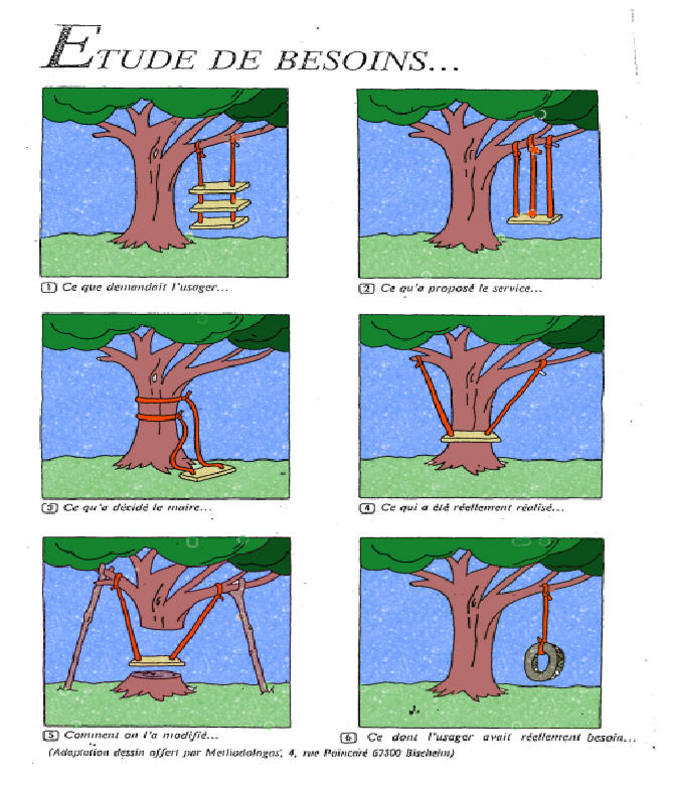 ETUDE DE BESOINS...
1 Ce que demandait l'usager...
2 Ce qu'a proposé le service...
3 Ce qu'a décidé le maire...
4 Ce qui a été réellement réalisé...
5 Comment on l'a modifié...
6 Ce dont l'usager avait réellement besoin...
(Adaptation dessin offert par Methodologos, 4, rue Poincaré 67300 Bischeim)